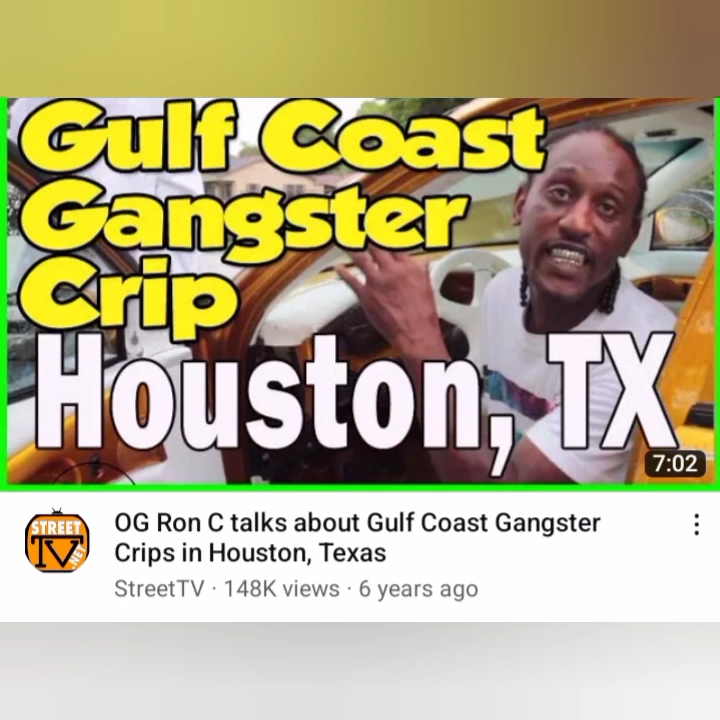 Gulf Coast
Gangster
Crip
Houston, TX
7:02
STREET
TV
.NET
OG Ron C talks about Gulf Coast Gangster
Crips in Houston, Texas
StreetTV · 148K views · 6 years ago